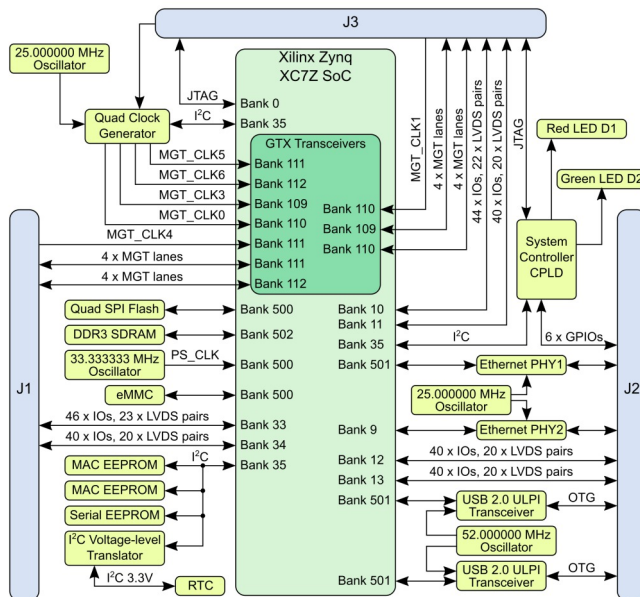 J3
25.000000 MHz
Oscillator
Xilinx Zynq
XC7Z SoC
JTAG
Bank 0
I²C
Bank 35
Quad Clock
Generator
GTX Transceivers
MGT_CLK5
Bank 111
MGT_CLK6
Bank 112
MGT_CLK3
Bank 109
MGT_CLK0
Bank 110
MGT_CLK4
Bank 111
4 x MGT lanes
Bank 111
4 x MGT lanes
Bank 112
Bank 110
Bank 109
Bank 110
MGT_CLK1
4 x MGT lanes
4 x MGT lanes
44 x IOs, 22 x LVDS pairs
40 x IOs, 20 x LVDS pairs
JTAG
Red LED D1
Green LED D2
System
Controller
CPLD
Quad SPI Flash
Bank 500
DDR3 SDRAM
Bank 502
33.333333 MHz
Oscillator
PS_CLK
Bank 500
eMMC
Bank 500
J1
46 x IOs, 23 x LVDS pairs
Bank 33
40 x IOs, 20 x LVDS pairs
Bank 34
I²C
MAC EEPROM
Bank 35
MAC EEPROM
Serial EEPROM
I²C Voltage-level
Translator
I²C 3.3V
RTC
Bank 10
Bank 11
Bank 35
I²C
6 x GPIOs
Bank 501
Ethernet PHY1
25.000000 MHz
Oscillator
J2
Bank 9
Ethernet PHY2
40 x IOs, 20 x LVDS pairs
Bank 12
40 x IOs, 20 x LVDS pairs
Bank 13
Bank 501
USB 2.0 ULPI
Transceiver
OTG
52.000000 MHz
Oscillator
Bank 501
USB 2.0 ULPI
Transceiver
OTG